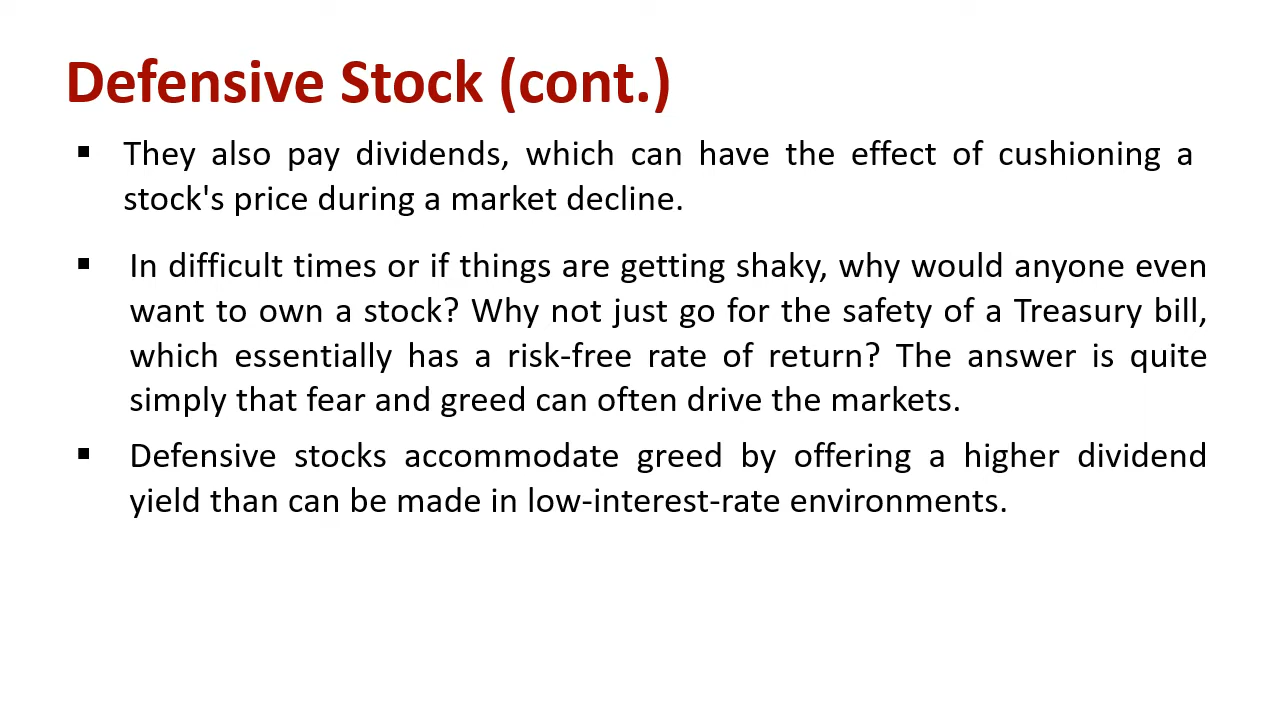 Defensive Stock (cont.)
▪ They also pay dividends, which can have the effect of cushioning a
stock's price during a market decline.
▪ In difficult times or if things are getting shaky, why would anyone even
want to own a stock? Why not just go for the safety of a Treasury bill,
which essentially has a risk-free rate of return? The answer is quite
simply that fear and greed can often drive the markets.
▪ Defensive stocks accommodate greed by offering a higher dividend
yield than can be made in low-interest-rate environments.